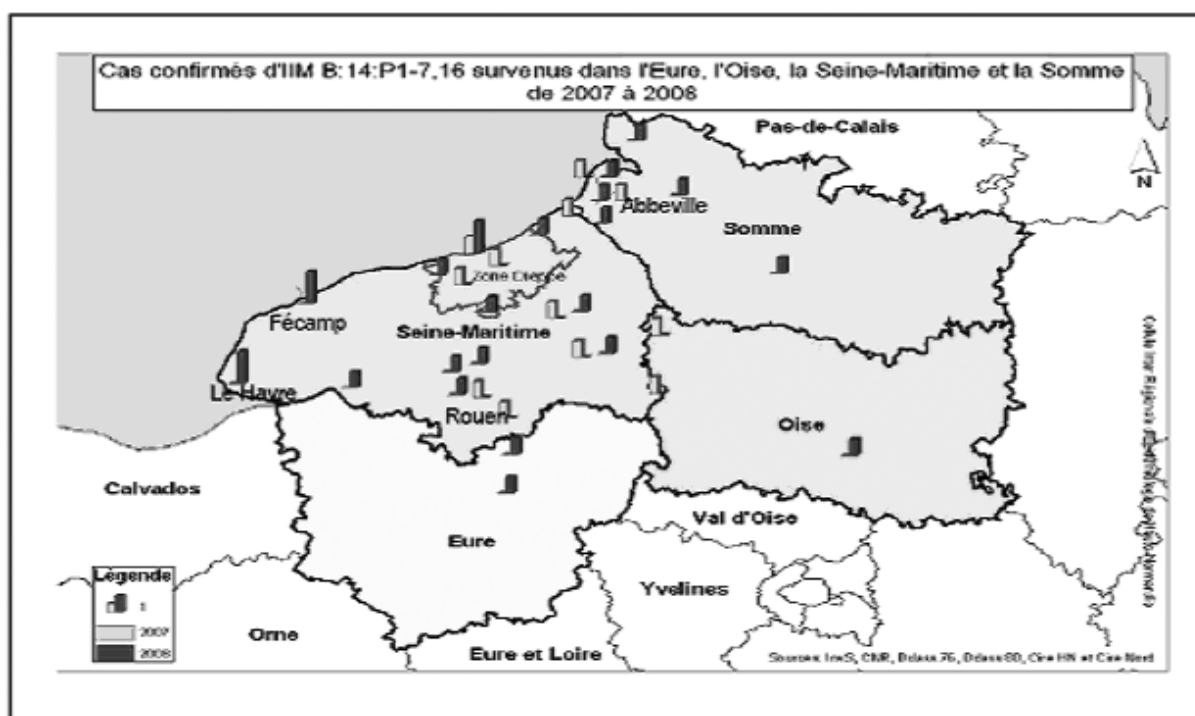 Cas confirmés d'IIM B:14:P1-7,16 survenus dans l'Eure, l'Oise, la Seine-Maritime et la Somme
de 2007 à 2008
Pas-de-Calais
N
Abbeville
Somme
Zone Dieppe
Fécamp
Seine-Maritime
Le Havre
Rouen
Oise
Calvados
Val d'Oise
Eure
Légende
1
2007
2008
Yvelines
Orne
Eure et Loire
Sources: InvS, CNR, Ddass 76, Ddass 80, Cire HN et Cire Nord